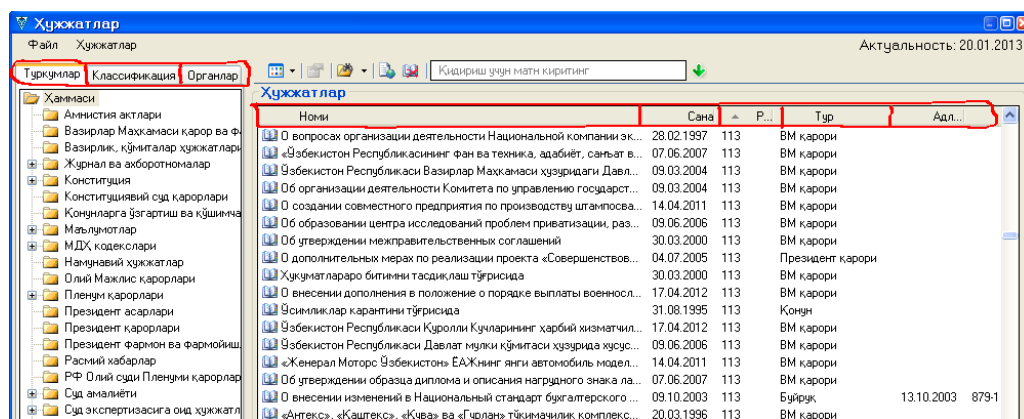 Ҳужжатлар
Файл Ҳужжатлар Актуальность: 20.01.2013
Туркумлар Классификация Органлар Қидириш учун матн киритинг
Ҳужжатлар
Ҳаммаси Номи Сана Р... Тур Адл...
Амнистия актлари О вопросах организации деятельности Национальной компании эк... 28.02.1997 113 ВМ қарори
Вазирлар Маҳкамаси қарор ва ф «Ўзбекистон Республикасининг фан ва техника, адабиёт, санъат в... 07.06.2007 113 ВМ қарори
Вазирлик, қўмиталар ҳужжатлари Ўзбекистон Республикаси Вазирлар Маҳкамаси ҳузуридаги Давл... 09.03.2004 113 ВМ қарори
Журнал ва ахборотномалар Об организации деятельности Комитета по управлению государст... 09.03.2004 113 ВМ қарори
Конституция О создании совместного предприятия по производству штампосва... 14.04.2011 113 ВМ қарори
Конституциявий суд қарорлари Об образовании центра исследований проблем приватизации, раз... 09.06.2006 113 ВМ қарори
Қонунларга ўзгартиш ва қўшимча Об утверждении межправительственных соглашений 30.03.2000 113 ВМ қарори
Маълумотлар О дополнительных мерах по реализации проекта «Совершенствов... 04.07.2005 113 Президент қарори
МДҲ кодекслари Ҳукуматлараро битимни тасдиқлаш тўғрисида 30.03.2000 113 ВМ қарори
Намунавий ҳужжатлар О внесении дополнения в положение о порядке выплаты военносл... 17.04.2012 113 ВМ қарори
Олий Мажлис қарорлари Ўсимликлар карантини тўғрисида 31.08.1995 113 Қонун
Пленум қарорлари Ўзбекистон Республикаси Қуролли Кучларининг ҳарбий хизматчил... 17.04.2012 113 ВМ қарори
Президент асарлари Ўзбекистон Республикаси Давлат мулки қўмитаси ҳузурида хусус... 09.06.2006 113 ВМ қарори
Президент қарорлари «Женерал Моторс Ўзбекистон» ЁАЖнинг янги автомобиль модел... 14.04.2011 113 ВМ қарори
Президент фармон ва фармойиш Об утверждении образца диплома и описания нагрудного знака ла... 07.06.2007 113 ВМ қарори
Расмий хабарлар О внесении изменений в Национальный стандарт бухгалтерского ... 09.10.2003 113 Буйруқ 13.10.2003 879-1
РФ Олий суди Пленуми қарорлар «Антекс», «Каштекс», «Қува» ва «Гурлан» тўқимачилик комплекс... 20.03.1996 113 ВМ қарори
Суд амалиёти
Суд экспертизасига оид ҳужжатл